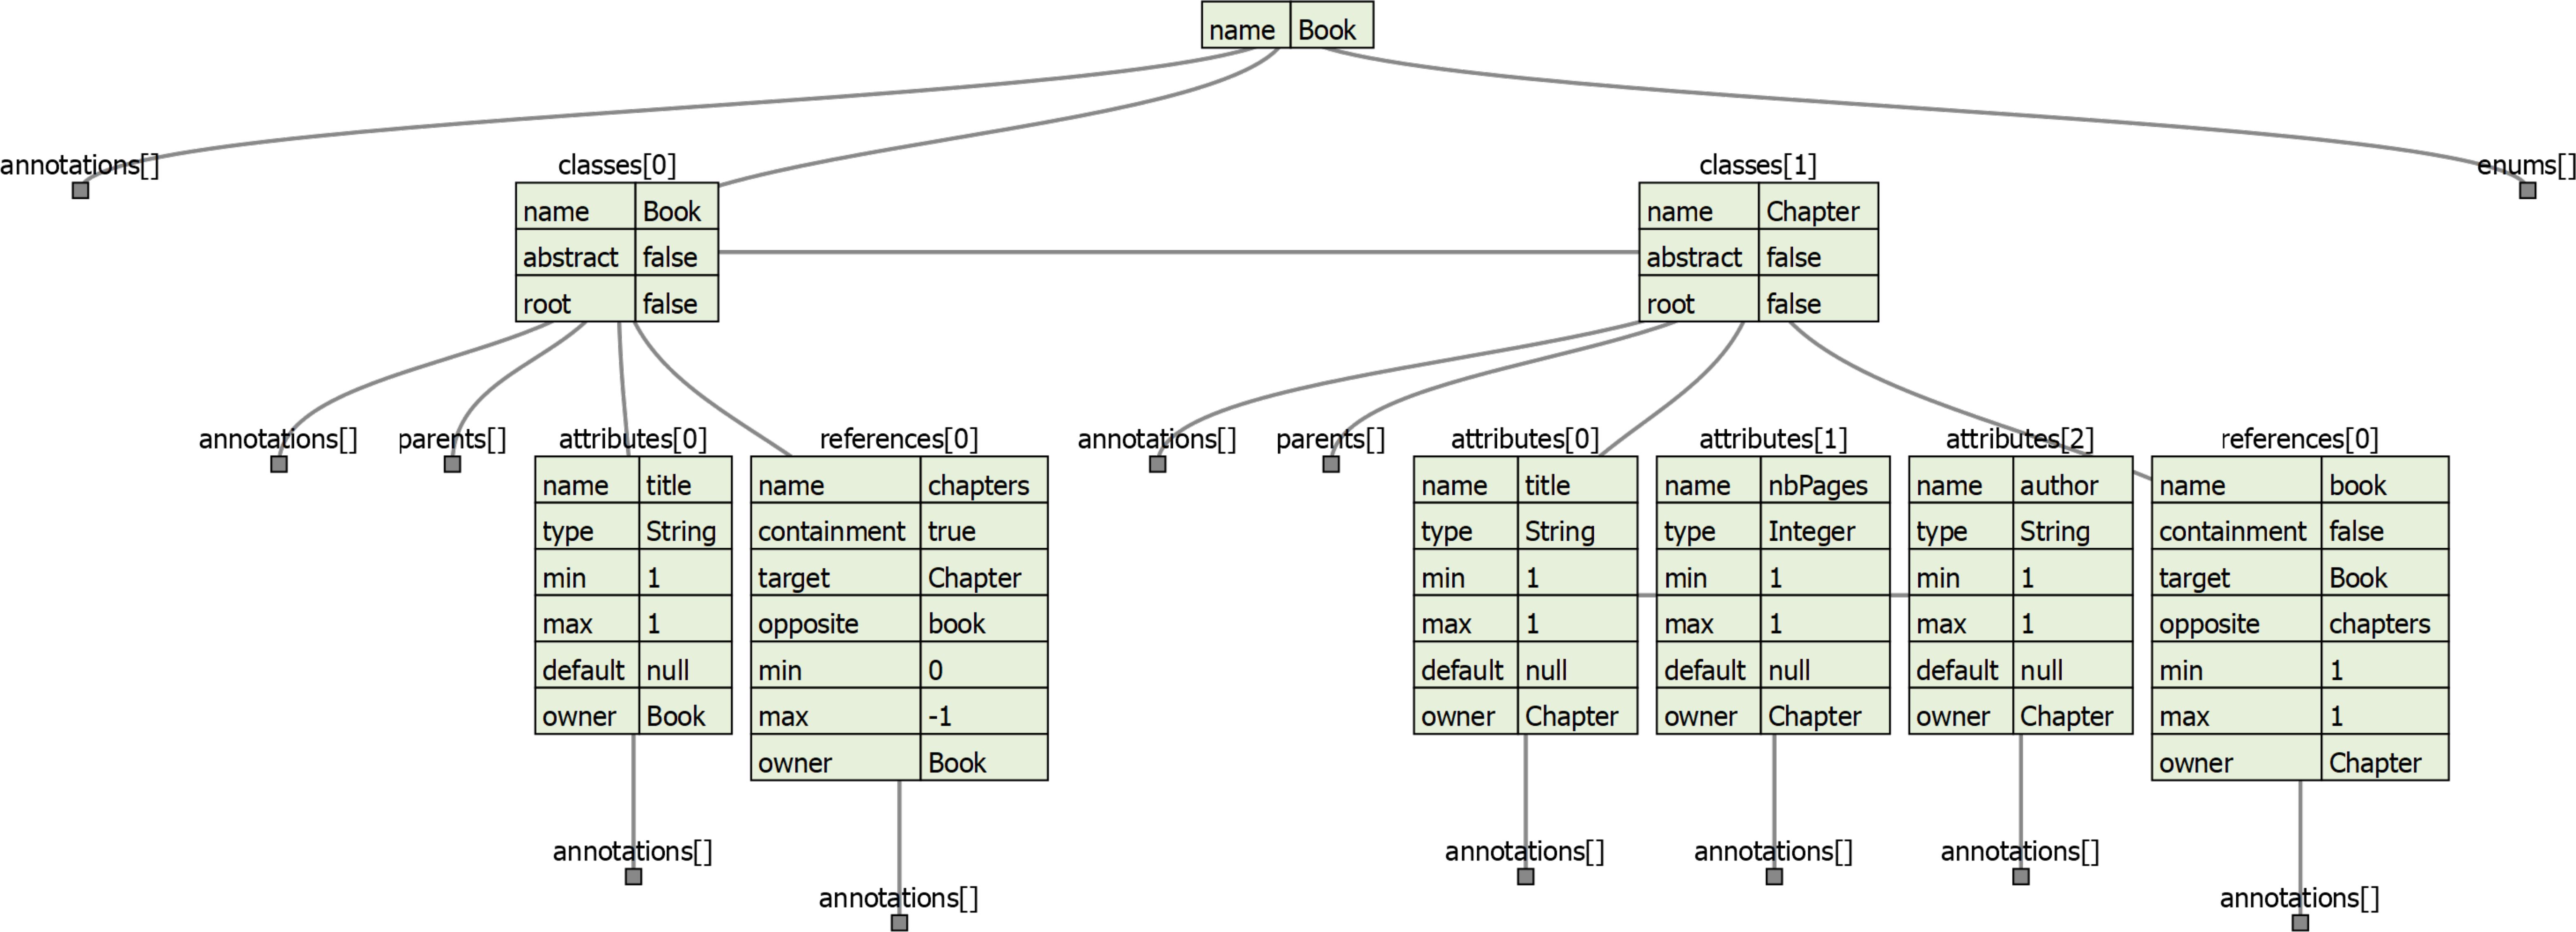 name Book
annotations[]
classes[0]
classes[1]
enums[]
name Book
abstract false
root false
name Chapter
abstract false
root false
annotations[]
parents[]
attributes[0]
name title
type String
min 1
max 1
default null
owner Book
annotations[]
references[0]
name chapters
containment true
target Chapter
opposite book
min 0
max -1
owner Book
annotations[]
annotations[]
parents[]
attributes[0]
name title
type String
min 1
max 1
default null
owner Chapter
annotations[]
attributes[1]
name nbPages
type Integer
min 1
max 1
default null
owner Chapter
annotations[]
attributes[2]
name author
type String
min 1
max 1
default null
owner Chapter
annotations[]
references[0]
name book
containment false
target Book
opposite chapters
min 1
max 1
owner Chapter
annotations[]